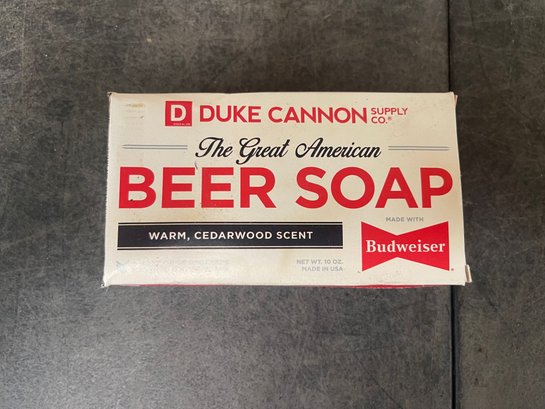 D DUKE CANNON SUPPLY CO.®
The Great American
BEER SOAP
WARM, CEDARWOOD SCENT
MADE WITH
Budweiser
NET WT. 10 OZ.
MADE IN USA